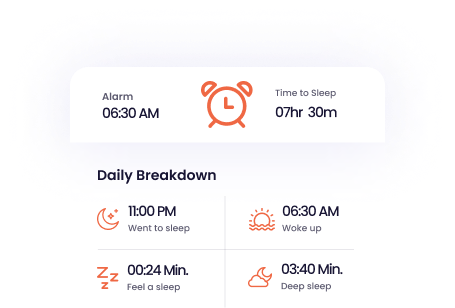 Alarm
06:30 AM
Time to Sleep
07hr 30m
Daily Breakdown
11:00 PM
Went to sleep
06:30 AM
Woke up
00:24 Min.
Feel a sleep
03:40 Min.
Deep sleep